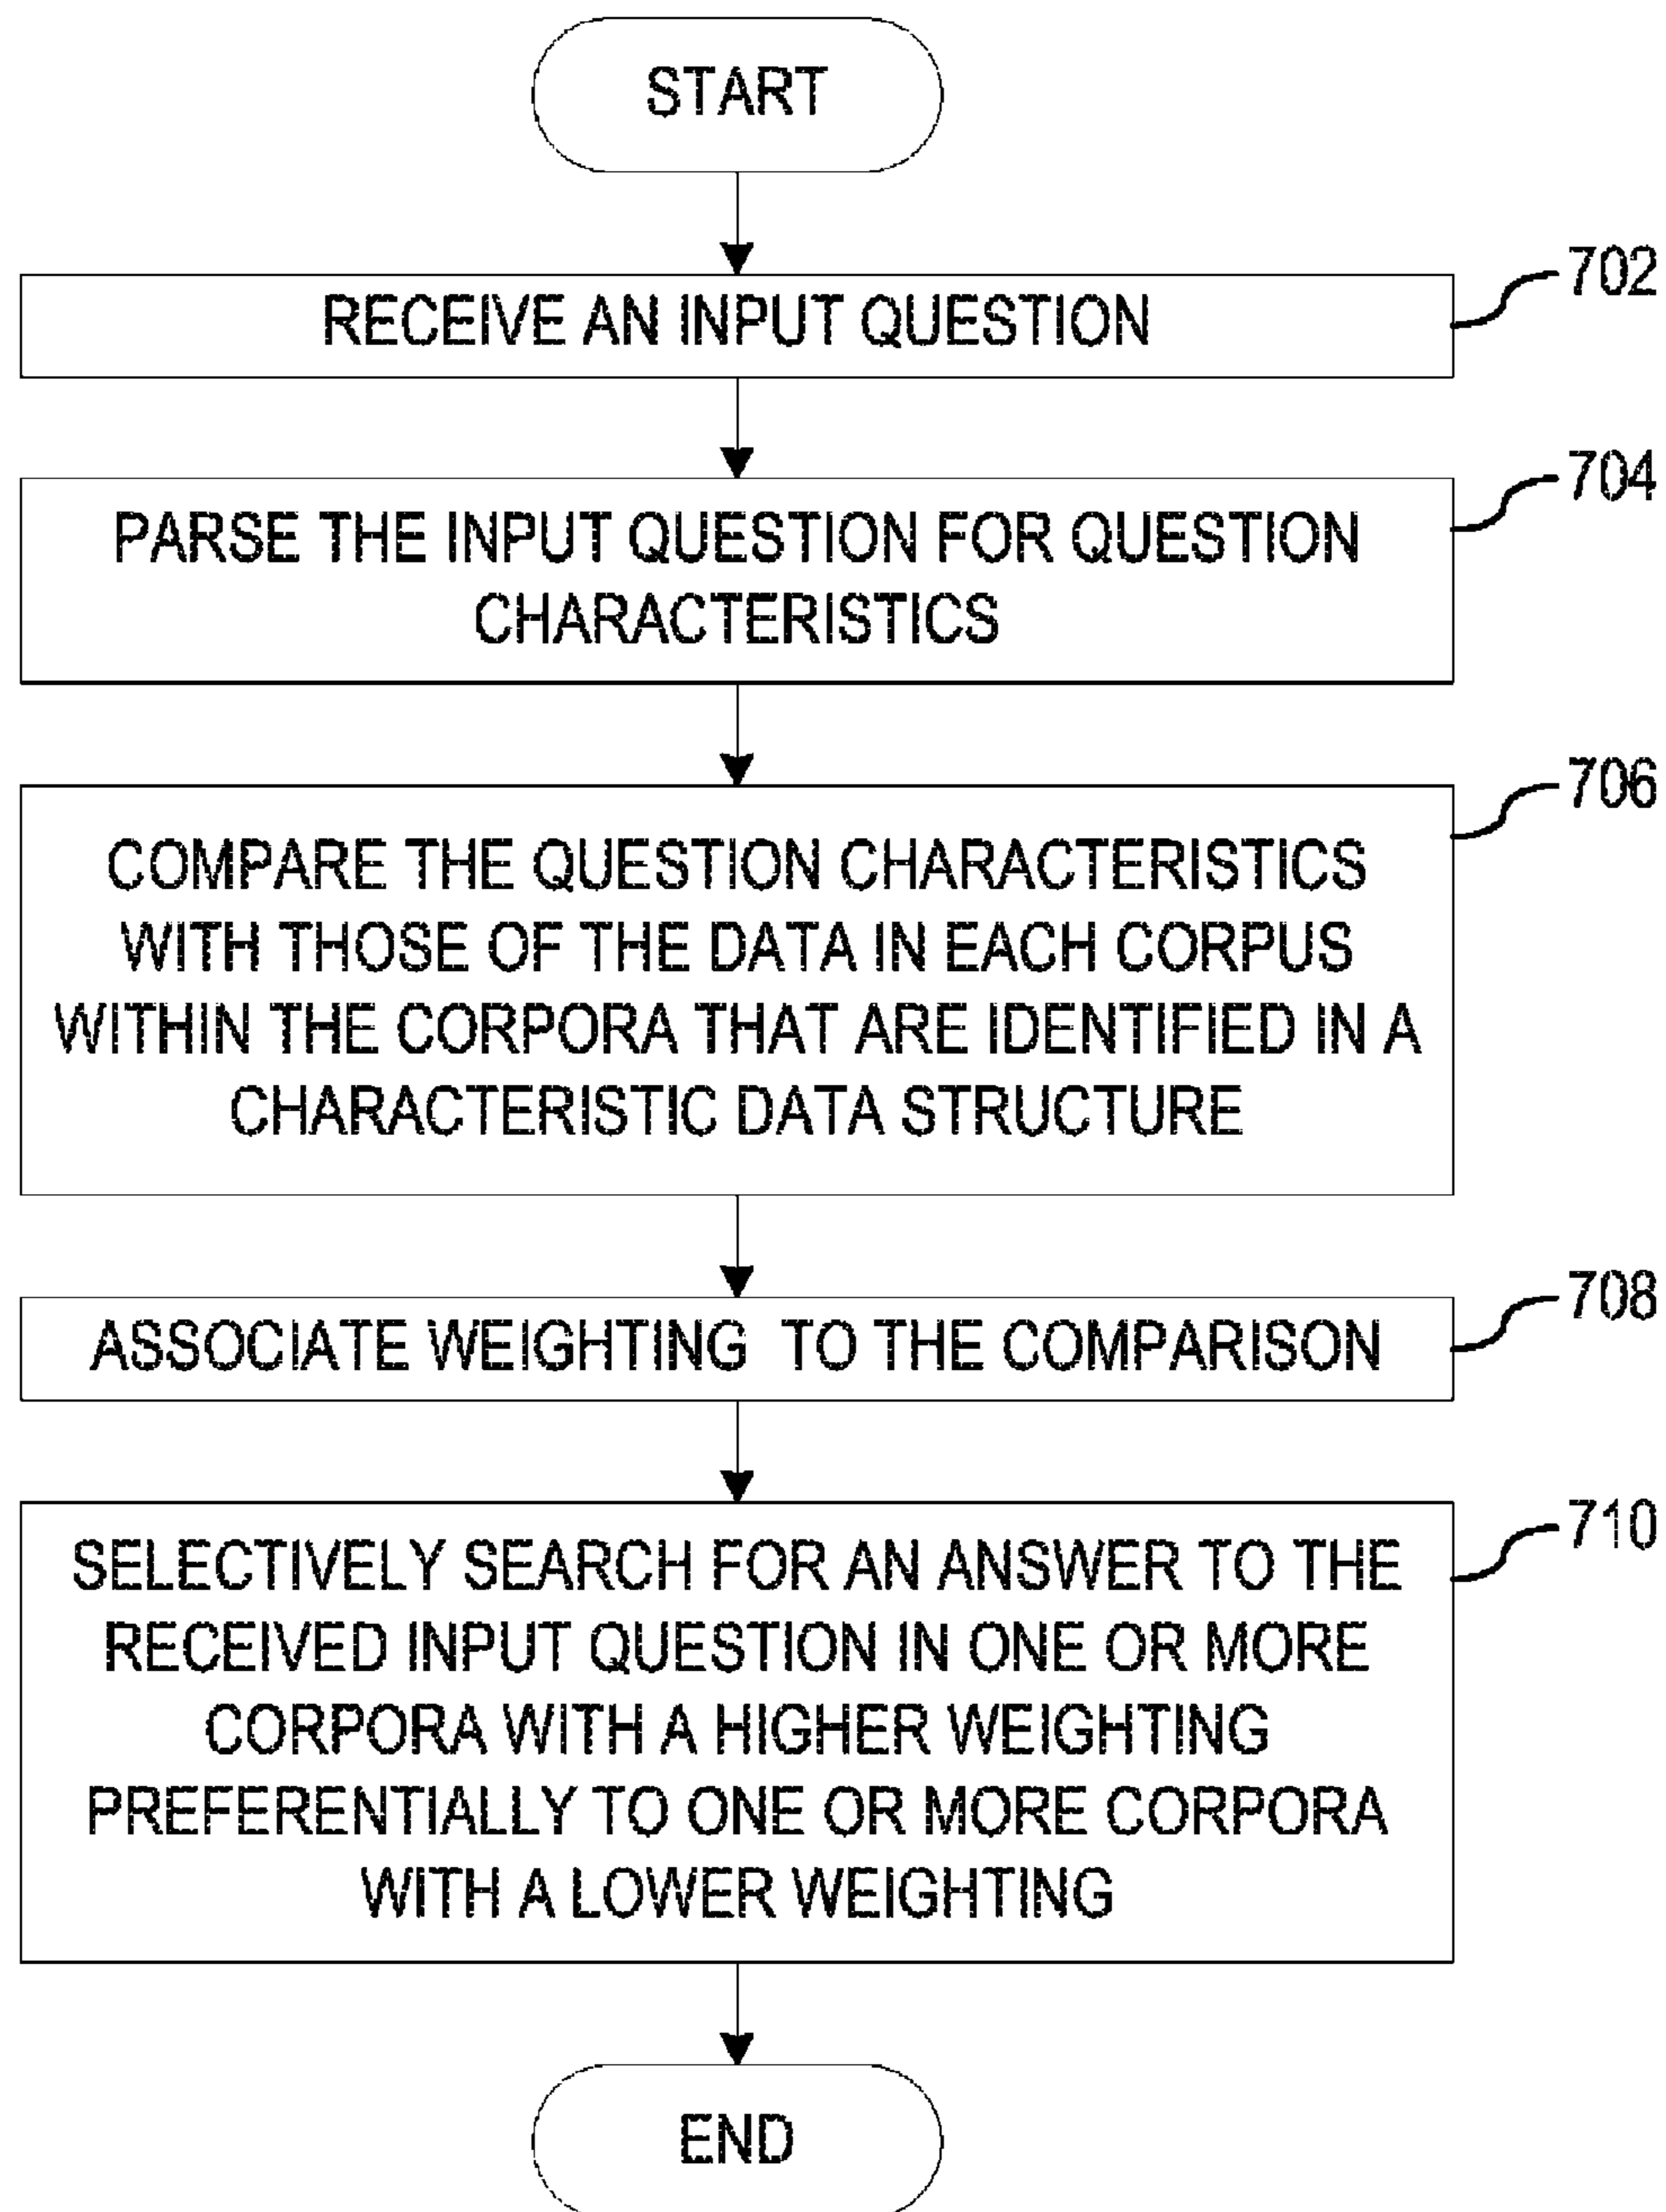 START
RECEIVE AN INPUT QUESTION
702
PARSE THE INPUT QUESTION FOR QUESTION
CHARACTERISTICS
704
COMPARE THE QUESTION CHARACTERISTICS
WITH THOSE OF THE DATA IN EACH CORPUS
WITHIN THE CORPORA THAT ARE IDENTIFIED IN A
CHARACTERISTIC DATA STRUCTURE
706
ASSOCIATE WEIGHTING TO THE COMPARISON
708
SELECTIVELY SEARCH FOR AN ANSWER TO THE
RECEIVED INPUT QUESTION IN ONE OR MORE
CORPORA WITH A HIGHER WEIGHTING
PREFERENTIALLY TO ONE OR MORE CORPORA
WITH A LOWER WEIGHTING
710
END